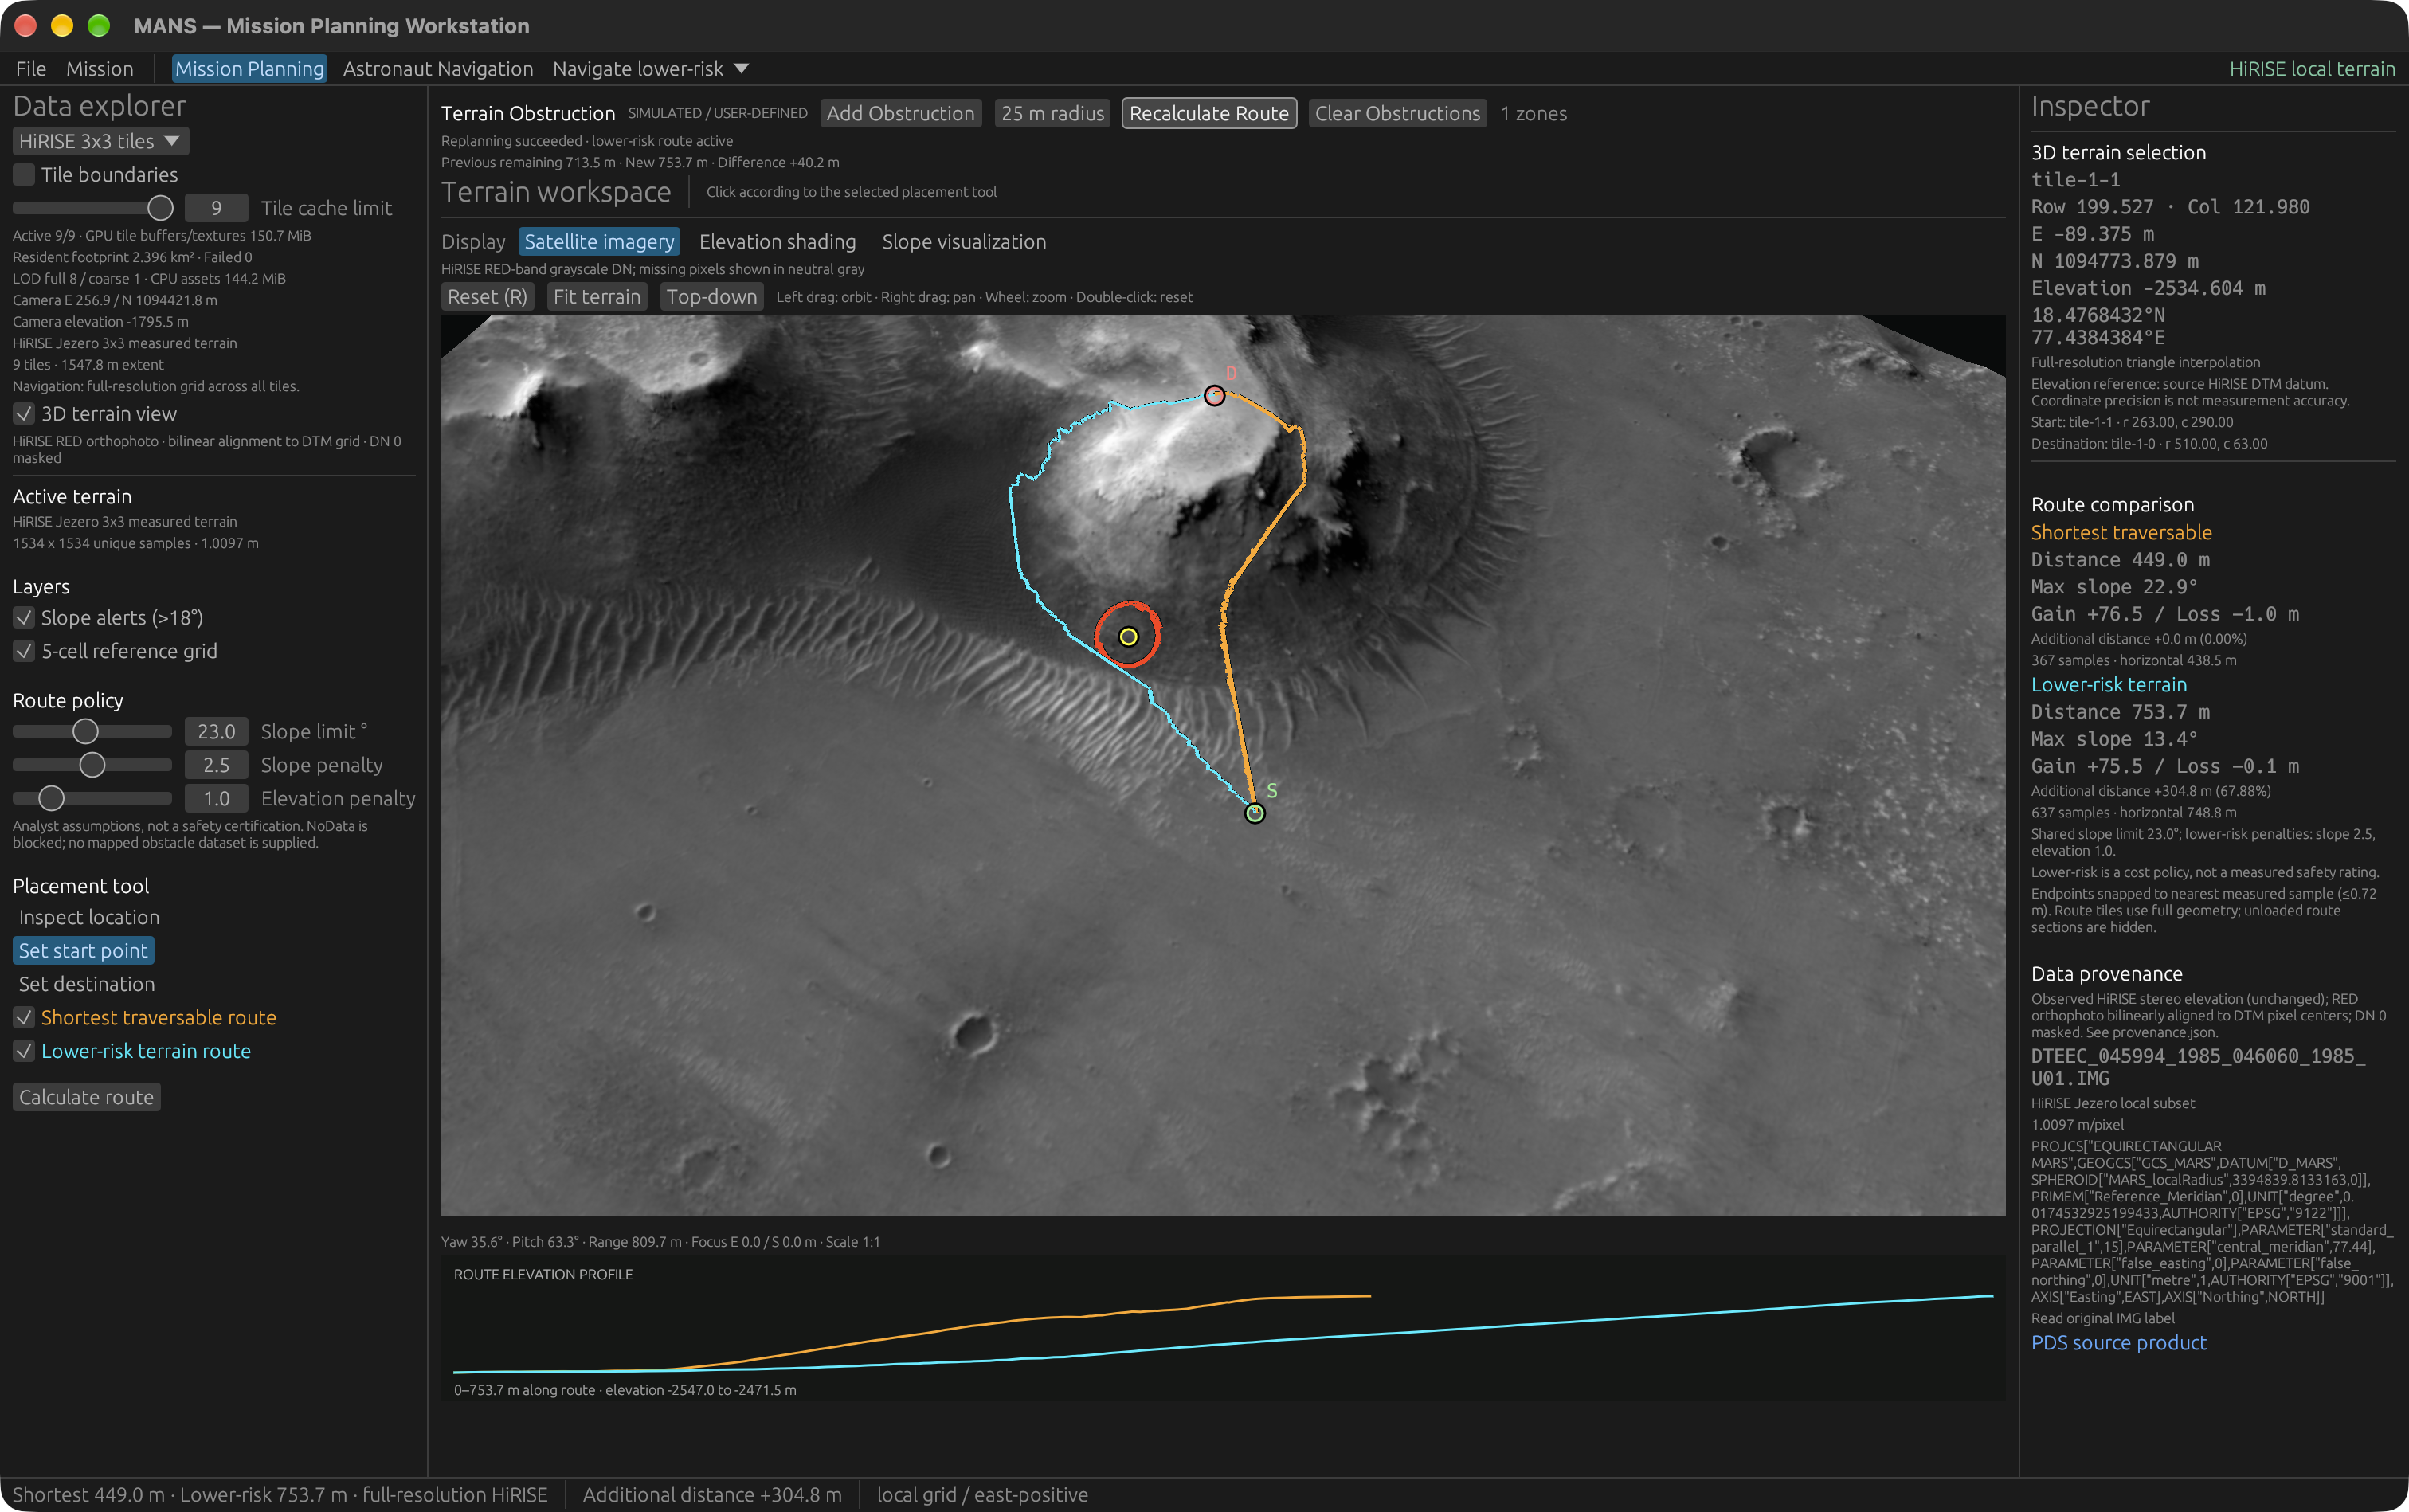 MANS — Mission Planning Workstation
File Mission Mission Planning Astronaut Navigation Navigate lower-risk HiRISE local terrain
Data explorer
HiRISE 3x3 tiles
Tile boundaries
9 Tile cache limit
Active 9/9 · GPU tile buffers/textures 150.7 MiB
Resident footprint 2.396 km² · Failed 0
LOD full 8 / coarse 1 · CPU assets 144.2 MiB
Camera E 256.9 / N 1094421.8 m
Camera elevation -1795.5 m
HiRISE Jezero 3x3 measured terrain
9 tiles · 1547.8 m extent
Navigation: full-resolution grid across all tiles.
3D terrain view
HiRISE RED orthophoto · bilinear alignment to DTM grid · DN 0
masked
Active terrain
HiRISE Jezero 3x3 measured terrain
1534 x 1534 unique samples · 1.0097 m
Layers
Slope alerts (>18°)
5-cell reference grid
Route policy
23.0 Slope limit °
2.5 Slope penalty
1.0 Elevation penalty
Analyst assumptions, not a safety certification. NoData is
blocked; no mapped obstacle dataset is supplied.
Placement tool
Inspect location
Set start point
Set destination
Shortest traversable route
Lower-risk terrain route
Calculate route
Terrain Obstruction SIMULATED / USER-DEFINED Add Obstruction 25 m radius Recalculate Route Clear Obstructions 1 zones
Replanning succeeded · lower-risk route active
Previous remaining 713.5 m · New 753.7 m · Difference +40.2 m
Terrain workspace Click according to the selected placement tool
Display Satellite imagery Elevation shading Slope visualization
HiRISE RED-band grayscale DN; missing pixels shown in neutral gray
Reset (R) Fit terrain Top-down Left drag: orbit · Right drag: pan · Wheel: zoom · Double-click: reset
D
S
Yaw 35.6° · Pitch 63.3° · Range 809.7 m · Focus E 0.0 / S 0.0 m · Scale 1:1
ROUTE ELEVATION PROFILE
0–753.7 m along route · elevation -2547.0 to -2471.5 m
Inspector
3D terrain selection
tile-1-1
Row 199.527 · Col 121.980
E -89.375 m
N 1094773.879 m
Elevation -2534.604 m
18.4768432°N
77.4384384°E
Full-resolution triangle interpolation
Elevation reference: source HiRISE DTM datum.
Coordinate precision is not measurement accuracy.
Start: tile-1-1 · r 263.00, c 290.00
Destination: tile-1-0 · r 510.00, c 63.00
Route comparison
Shortest traversable
Distance 449.0 m
Max slope 22.9°
Gain +76.5 / Loss -1.0 m
Additional distance +0.0 m (0.00%)
367 samples · horizontal 438.5 m
Lower-risk terrain
Distance 753.7 m
Max slope 13.4°
Gain +75.5 / Loss -0.1 m
Additional distance +304.8 m (67.88%)
637 samples · horizontal 748.8 m
Shared slope limit 23.0°; lower-risk penalties: slope 2.5,
elevation 1.0.
Lower-risk is a cost policy, not a measured safety rating.
Endpoints snapped to nearest measured sample (≤0.72
m). Route tiles use full geometry; unloaded route
sections are hidden.
Data provenance
Observed HiRISE stereo elevation (unchanged); RED
orthophoto bilinearly aligned to DTM pixel centers; DN 0
masked. See provenance.json.
DTEEC_045994_1985_046060_1985_
U01.IMG
HiRISE Jezero local subset
1.0097 m/pixel
PROJCS["EQUIRECTANGULAR
MARS",GEOGCS["GCS_MARS",DATUM["D_MARS",
SPHEROID["MARS_localRadius",3394839.8133163,0]],
PRIMEM["Reference_Meridian",0],UNIT["degree",0.
0174532925199433,AUTHORITY["EPSG","9122"]]],
PROJECTION["Equirectangular"],PARAMETER["standard_
parallel_1",15],PARAMETER["central_meridian",77.44],
PARAMETER["false_easting",0],PARAMETER["false_
northing",0],UNIT["metre",1,AUTHORITY["EPSG","9001"]],
AXIS["Easting",EAST],AXIS["Northing",NORTH]]
Read original IMG label
PDS source product
Shortest 449.0 m · Lower-risk 753.7 m · full-resolution HiRISE Additional distance +304.8 m local grid / east-positive